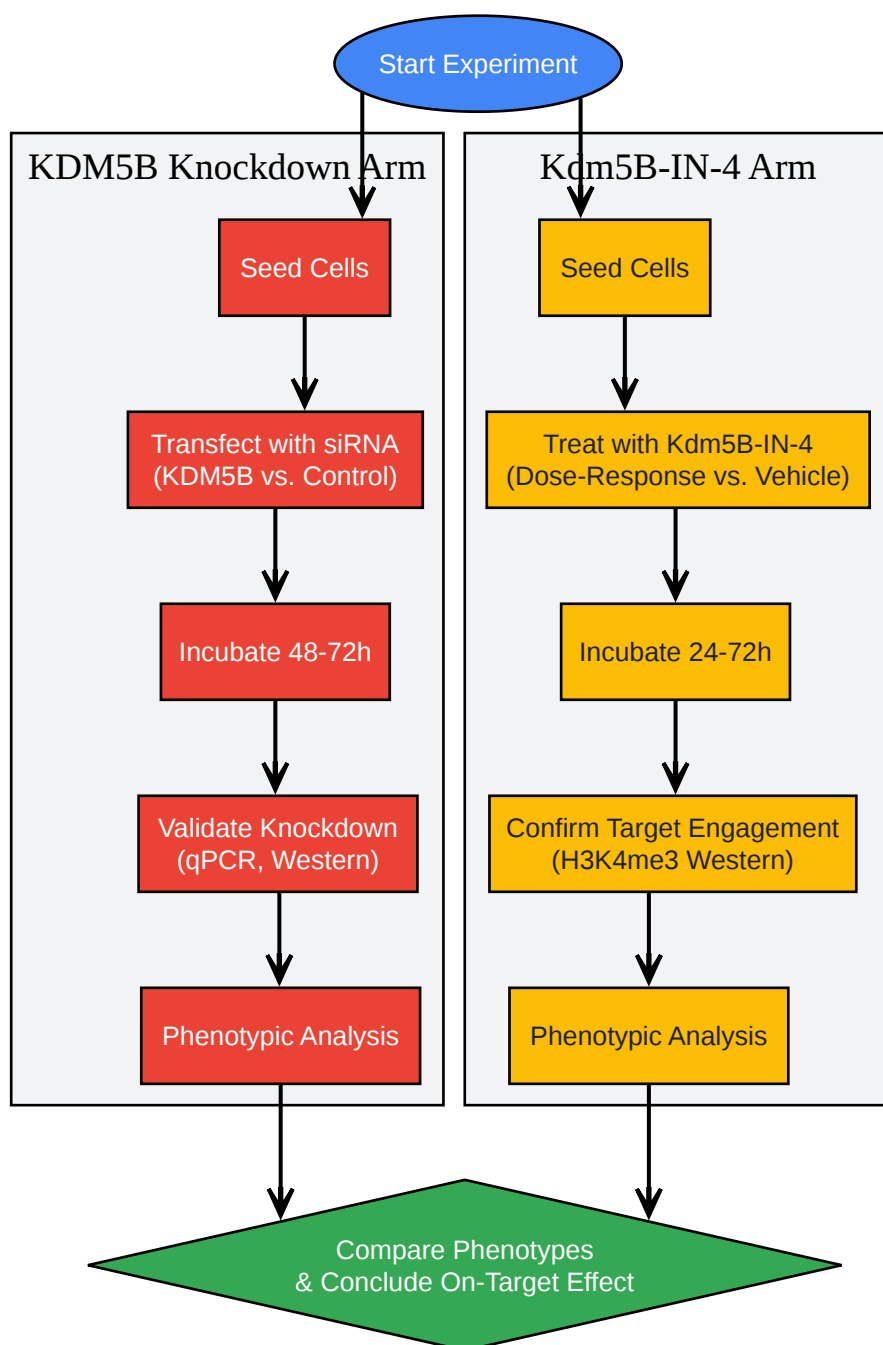 Start Experiment
KDM5B Knockdown Arm
Seed Cells
Transfect with siRNA
(KDM5B vs. Control)
Incubate 48-72h
Validate Knockdown
(qPCR, Western)
Phenotypic Analysis
Kdm5B-IN-4 Arm
Seed Cells
Treat with Kdm5B-IN-4
(Dose-Response vs. Vehicle)
Incubate 24-72h
Confirm Target Engagement
(H3K4me3 Western)
Phenotypic Analysis
Compare Phenotypes
& Conclude On-Target Effect